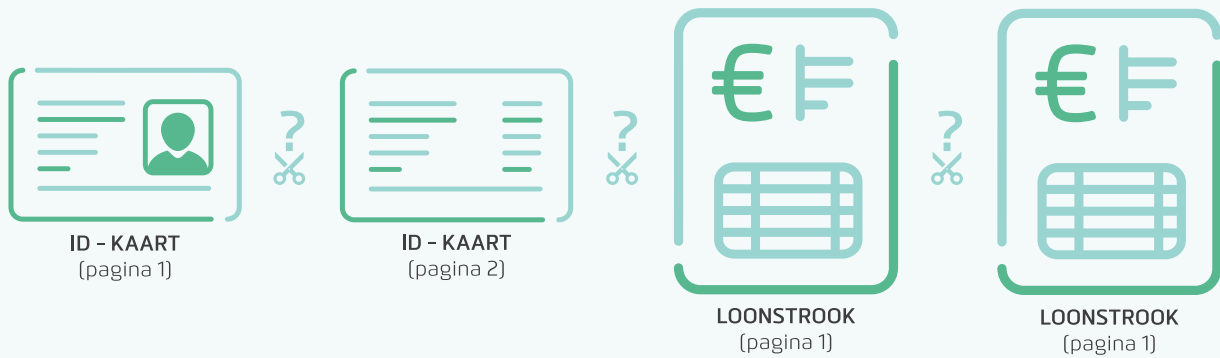 ?
?
?
€
€
ID - KAART
(pagina 1)
ID - KAART
(pagina 2)
LOONSTROOK
(pagina 1)
LOONSTROOK
(pagina 1)